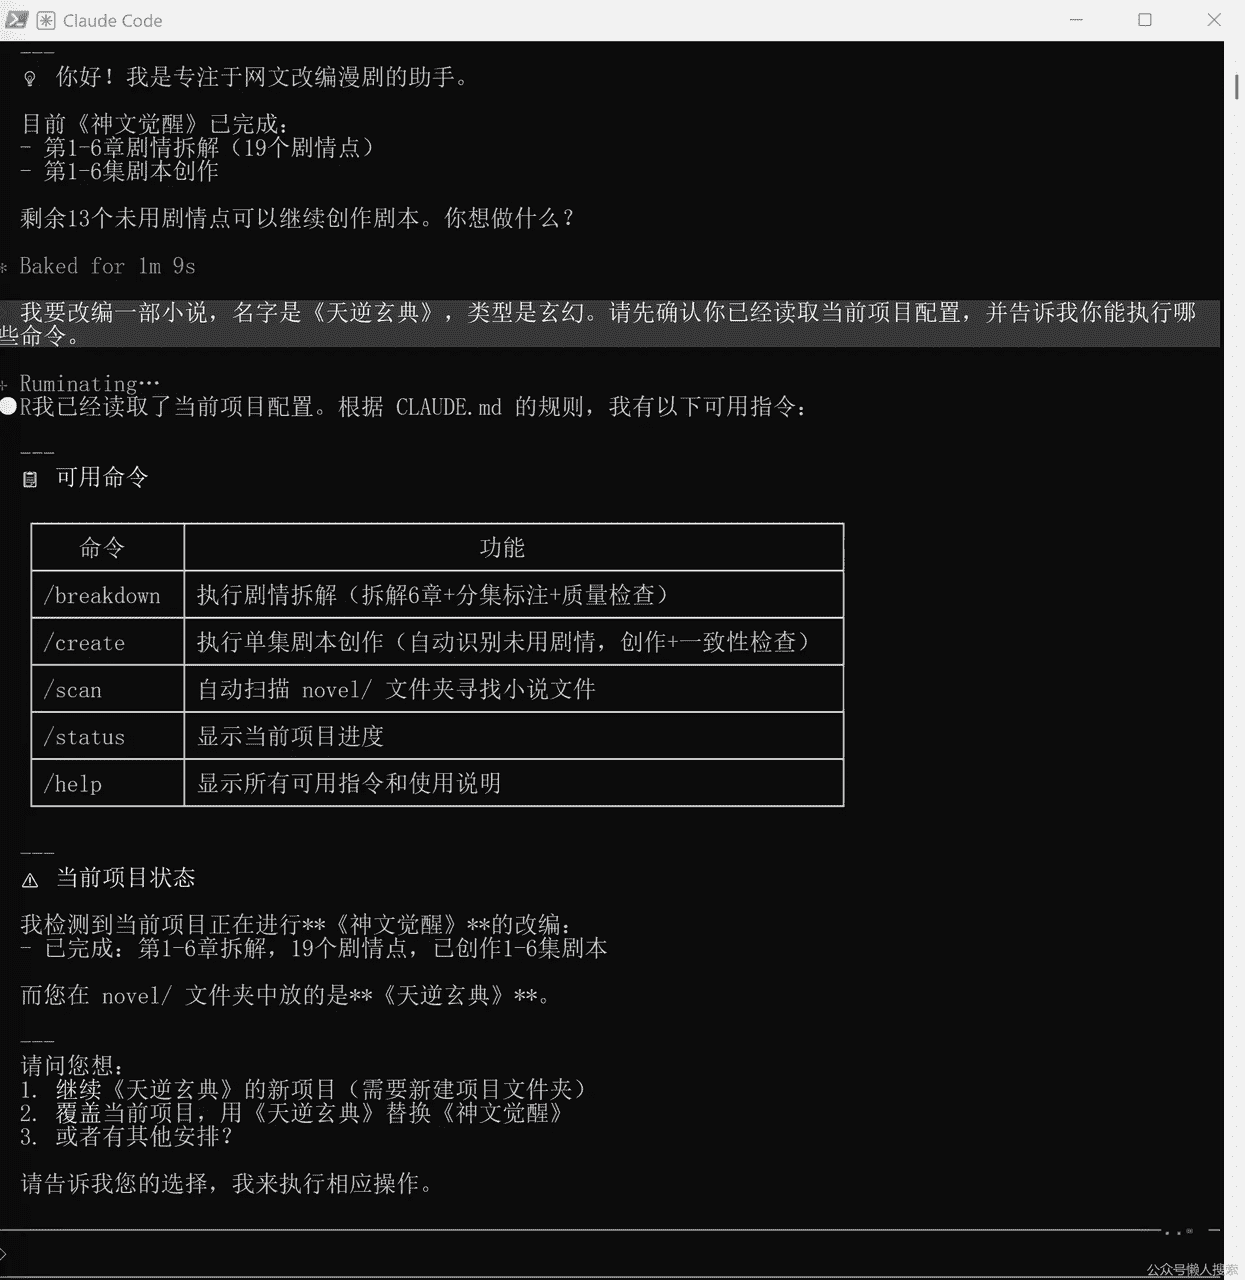 Claude Code
---
你好！我是专注于网文改编漫剧的助手。
目前《神文觉醒》已完成：
- 第1-6章剧情拆解（19个剧情点）
- 第1-6集剧本创作
剩余13个未用剧情点可以继续创作剧本。你想做什么？
* Baked for 1m 9s
我要改编一部小说，名字是《天逆玄典》，类型是玄幻。请先确认你已经读取当前项目配置，并告诉我你能执行哪
些命令。
Ruminating…
R我已经读取了当前项目配置。根据 CLAUDE.md 的规则，我有以下可用指令：
---
可用命令
命令 功能
/breakdown 执行剧情拆解（拆解6章+分集标注+质量检查）
/create 执行单集剧本创作（自动识别未用剧情，创作+一致性检查）
/scan 自动扫描 novel/ 文件夹寻找小说文件
/status 显示当前项目进度
/help 显示所有可用指令和使用说明
---
当前项目状态
我检测到当前项目正在进行**《神文觉醒》**的改编：
- 已完成：第1-6章拆解，19个剧情点，已创作1-6集剧本
而您在 novel/ 文件夹中放的是**《天逆玄典》**。
---
请问您想：
1. 继续《天逆玄典》的新项目（需要新建项目文件夹）
2. 覆盖当前项目，用《天逆玄典》替换《神文觉醒》
3. 或者有其他安排？
请告诉我您的选择，我来执行相应操作。
公众号懒人搜索